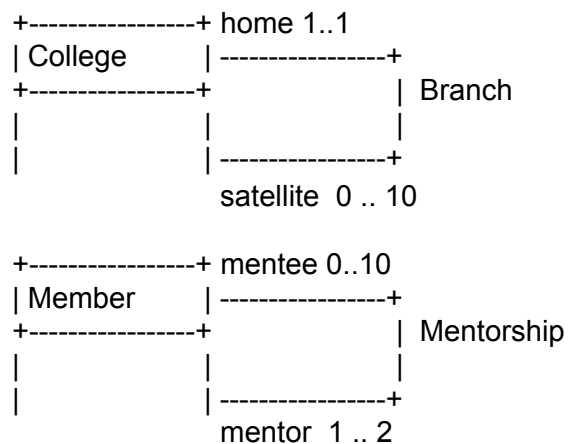 +-----------------+ home 1..1
| College | -----------------+
+-----------------+ | Branch
| | |
| | -----------------+
satellite 0 .. 10
+-----------------+ mentee 0..10
| Member | -----------------+
+-----------------+ | Mentorship
| | |
| | -----------------+
mentor 1 .. 2